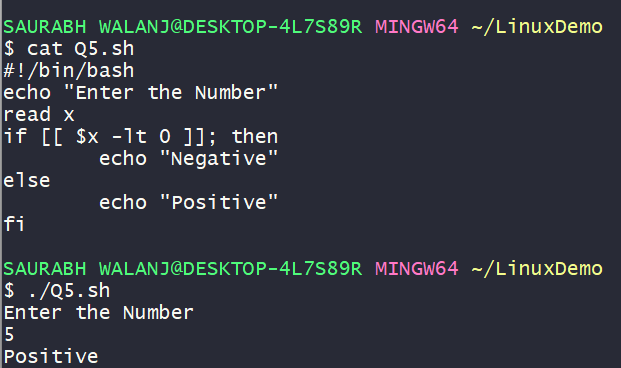 SAURABH WALANJ@DESKTOP-4L7S89R MINGW64 ~/LinuxDemo
$ cat Q5.sh
#!/bin/bash
echo "Enter the Number"
read x
if [[ $x -lt 0 ]]; then
        echo "Negative"
else
        echo "Positive"
fi
SAURABH WALANJ@DESKTOP-4L7S89R MINGW64 ~/LinuxDemo
$ ./Q5.sh
Enter the Number
5
Positive